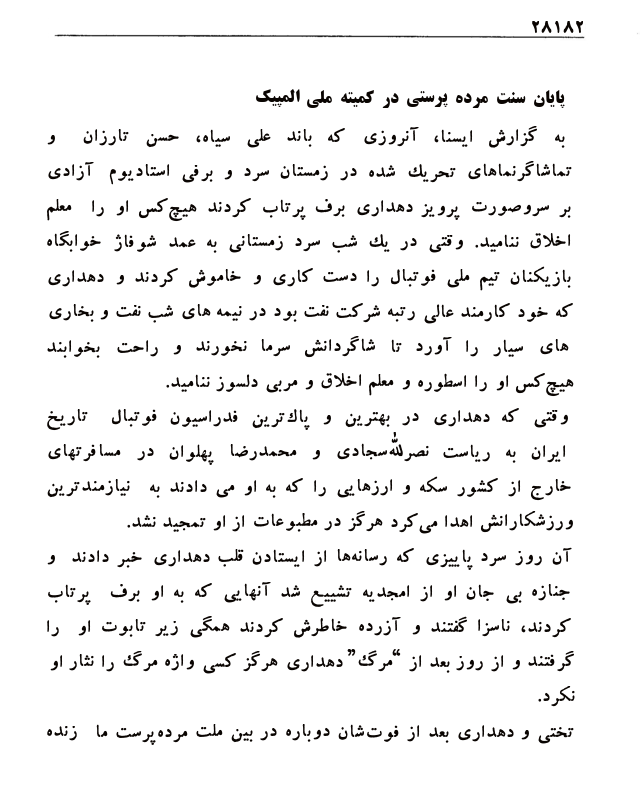 ۲۸۱۸۲
پایان سنت مرده پرستی در کمیته ملی المپیک
به گزارش ایسنا، آنروزی که باند علی سیاه، حسن تارزان و
تماشاگرنماهای تحریك شده در زمستان سرد و برفی استادیوم آزادی
بر سروصورت پرویز دهداری برف پرتاب کردند هیچ‌کس او را معلم
اخلاق ننامید. وقتی در یك شب سرد زمستانی به عمد شوفاژ خوابگاه
بازیکنان تیم ملی فوتبال را دست کاری و خاموش کردند و دهداری
که خود کارمند عالی رتبه شرکت نفت بود در نیمه های شب نفت و بخاری
های سیار را آورد تا شاگردانش سرما نخورند و راحت بخوابند
هیچ‌کس او را اسطوره و معلم اخلاق و مربی دلسوز ننامید.
وقتی که دهداری در بهترین و پاك‌ترین فدراسیون فوتبال تاریخ
ایران به ریاست نصرالله‌سجادی و محمدرضا پهلوان در مسافرتهای
خارج از کشور سکه و ارزهایی را که به او می دادند به نیازمندترین
ورزشکارانش اهدا می‌کرد هرگز در مطبوعات از او تمجید نشد.
آن روز سرد پاییزی که رسانه‌ها از ایستادن قلب دهداری خبر دادند و
جنازه بی جان او از امجدیه تشییع شد آنهایی که به او برف پرتاب
کردند، ناسزا گفتند و آزرده خاطرش کردند همگی زیر تابوت او را
گرفتند و از روز بعد از “مرگ” دهداری هرگز کسی واژه مرگ را نثار او
نکرد.
تختی و دهداری بعد از فوت‌شان دوباره در بین ملت مرده‌پرست ما زنده